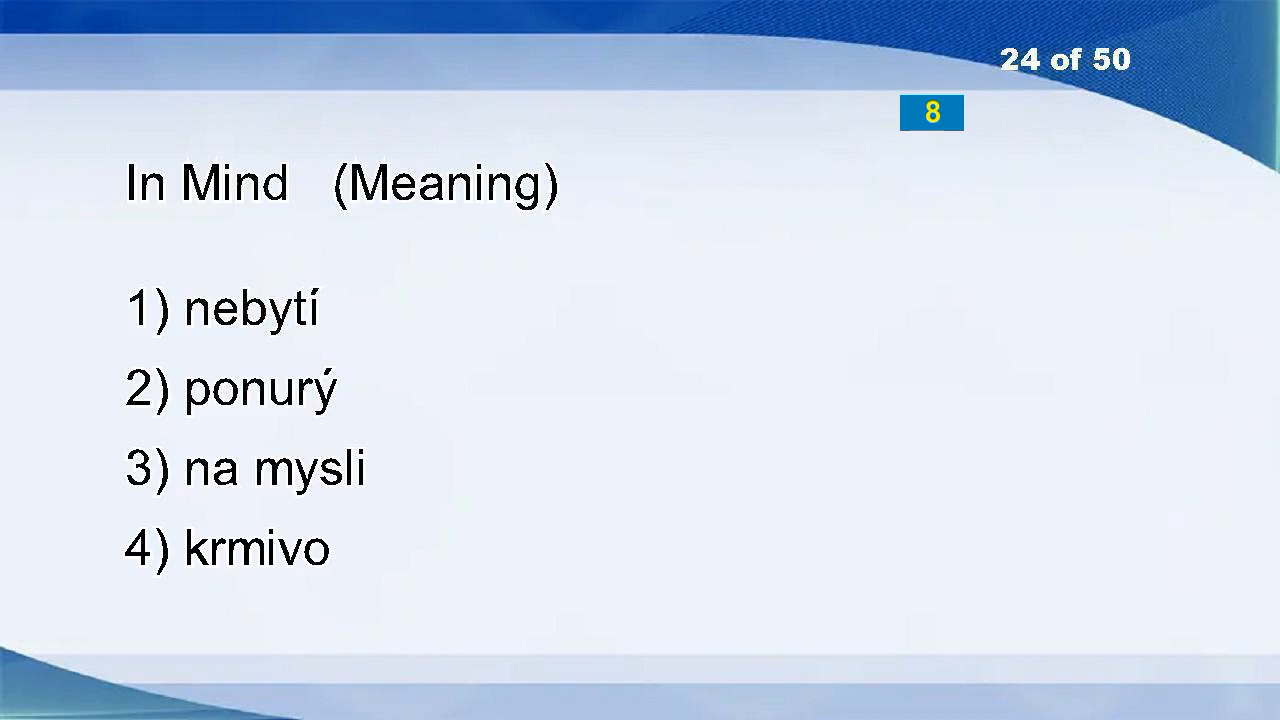 24 of 50
8
In Mind (Meaning)
1) nebytí
2) ponurý
3) na mysli
4) krmivo